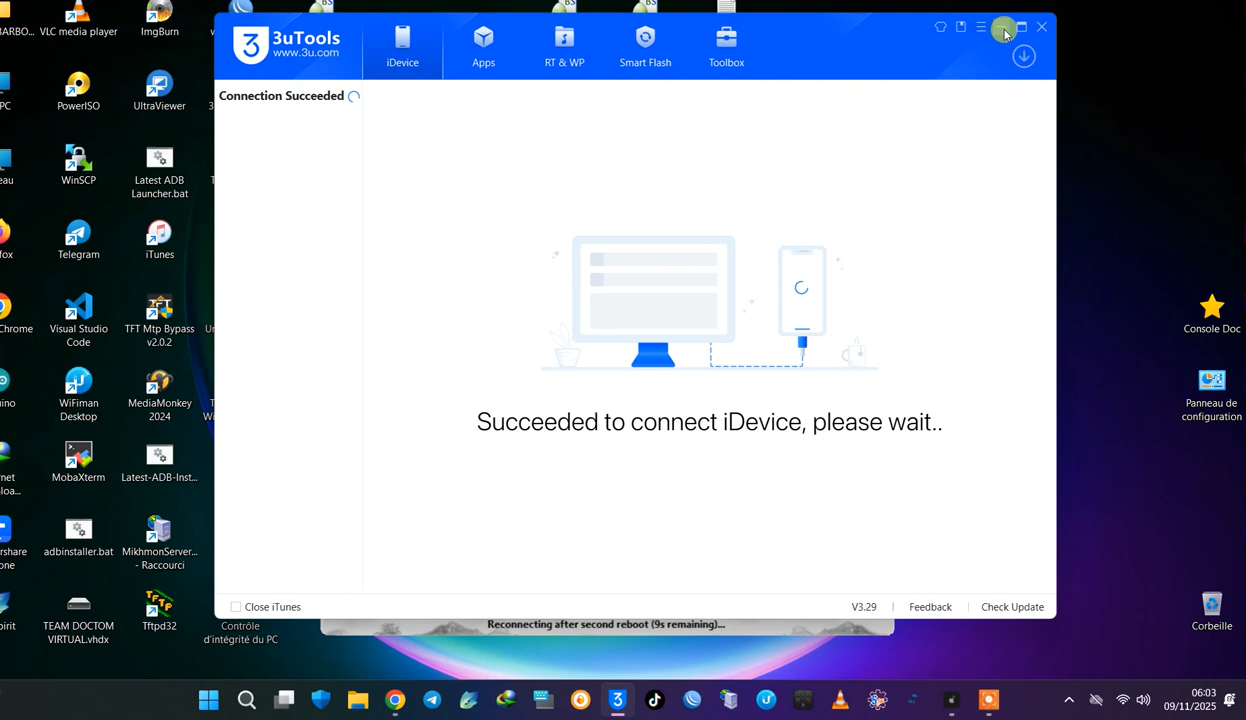 3uTools
www.3u.com
iDevice
Apps
RT & WP
Smart Flash
Toolbox
Connection Succeeded
Succeeded to connect iDevice, please wait..
Close iTunes
V3.29
Feedback
Check Update
Reconnecting after second reboot (9s remaining)...
VLC media player
ImgBurn
PowerISO
UltraViewer
WinSCP
Latest ADB
Launcher.bat
Telegram
iTunes
Visual Studio
Code
TFT Mtp Bypass
v2.0.2
WiFiman
Desktop
MediaMonkey
2024
MobaXterm
Latest-ADB-Inst...
adbinstaller.bat
MikhmonServer...
- Raccourci
TEAM DOCTOM
VIRTUAL.vhdx
Tftpd32
Contrôle
d'intégrité du PC
Console Doc
Panneau de
configuration
Corbeille
06:03
09/11/2025